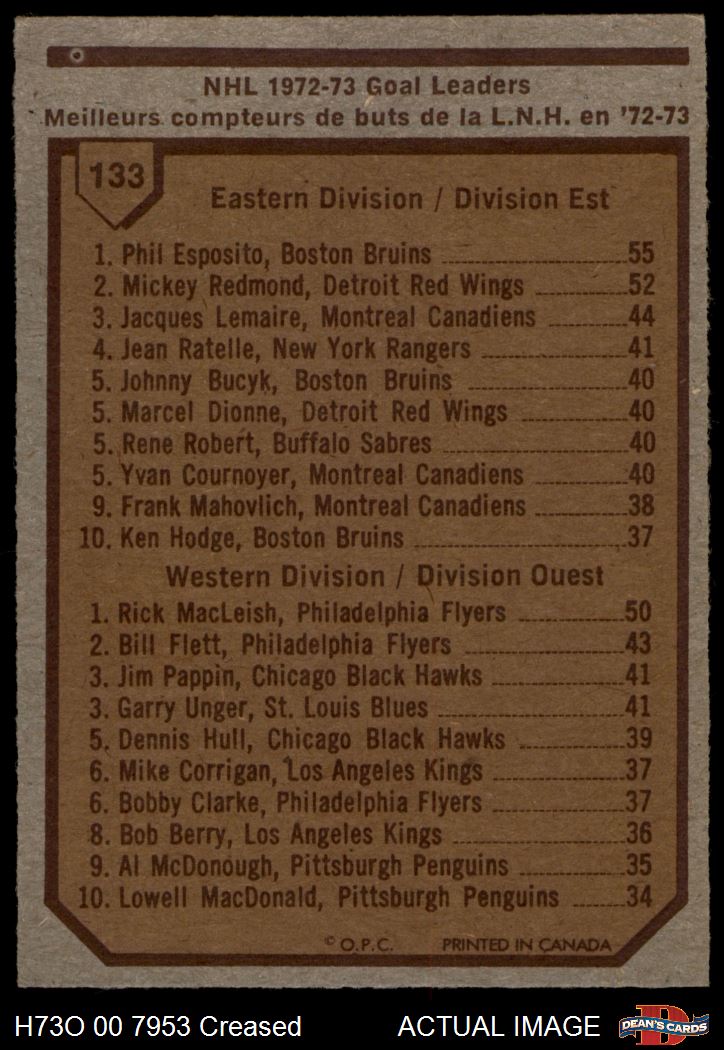 NHL 1972-73 Goal Leaders
Meilleurs compteurs de buts de la L.N.H. en '72-73
133
Eastern Division / Division Est
1. Phil Esposito, Boston Bruins 55
2. Mickey Redmond, Detroit Red Wings 52
3. Jacques Lemaire, Montreal Canadiens 44
4. Jean Ratelle, New York Rangers 41
5. Johnny Bucyk, Boston Bruins 40
5. Marcel Dionne, Detroit Red Wings 40
5. Rene Robert, Buffalo Sabres 40
5. Yvan Cournoyer, Montreal Canadiens 40
9. Frank Mahovlich, Montreal Canadiens 38
10. Ken Hodge, Boston Bruins 37
Western Division / Division Ouest
1. Rick MacLeish, Philadelphia Flyers 50
2. Bill Flett, Philadelphia Flyers 43
3. Jim Pappin, Chicago Black Hawks 41
3. Garry Unger, St. Louis Blues 41
5. Dennis Hull, Chicago Black Hawks 39
6. Mike Corrigan, Los Angeles Kings 37
6. Bobby Clarke, Philadelphia Flyers 37
8. Bob Berry, Los Angeles Kings 36
9. Al McDonough, Pittsburgh Penguins 35
10. Lowell MacDonald, Pittsburgh Penguins 34
© O.P.C. PRINTED IN CANADA
H73O 00 7953 Creased ACTUAL IMAGE
D
DEAN'S CARDS